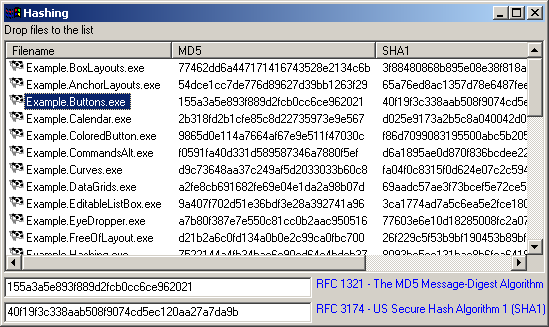 Hashing
Drop files to the list
Filename MD5 SHA1
Example.BoxLayouts.exe 77462dd6a447171416743528e2134c6b 3f88480868b895e08e38f818a
Example.AnchorLayouts.exe 54dce1cc7de776d89627d39bb1263f29 65a76ed8ac1357d78e6487fee
Example.Buttons.exe 155a3a5e893f889d2fcb0cc6ce962021 40f19f3c338aab508f9074cd5e
Example.Calendar.exe 2b318fd2b1cfe85c8d22735973e9e567 d025e9173a2b5c8a040042d0
Example.ColoredButton.exe 9865d0e114a7664af67e9e511f47030c f86d7099083195500abc5b205
Example.CommandsAlt.exe f0591fa40d331d589587346a7880f5ef d6a1895ae0d870f836bcdee22
Example.Curves.exe d9c73648aa37c249af5d2033033b60c8 fa04f0c8315f0d624e07c2c594
Example.DataGrids.exe a2fe8cb691682fe69e04e1da2a98b07d 69aadc57ae3f73bcef5e72ce5
Example.EditableListBox.exe 9a407f702d51e36bdf3e28a392741a96 3ca1774ad7a5c6ea5e2fce180
Example.EyeDropper.exe a7b80f387e7e550c81cc0b2aac950516 77603e6e10d18285008fc2a07
Example.FreeOfLayout.exe d21b2a6c0fd134a0b0e2c99ca0fbc700 26f229c5f53b9bf190453b89bf
Example.Hashing.exe
155a3a5e893f889d2fcb0cc6ce962021 RFC 1321 - The MD5 Message-Digest Algorithm
40f19f3c338aab508f9074cd5ec120aa27a7da9b RFC 3174 - US Secure Hash Algorithm 1 (SHA1)